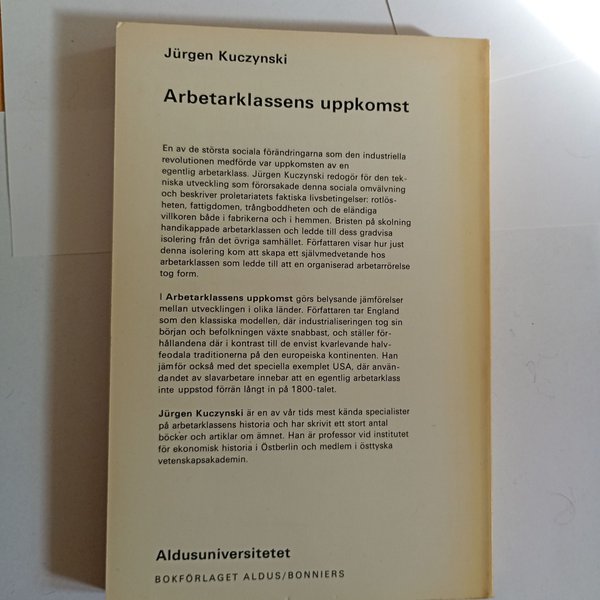 Jürgen Kuczynski
Arbetarklassens uppkomst
En av de största sociala förändringarna som den industriella
revolutionen medförde var uppkomsten av en
egentlig arbetarklass. Jürgen Kuczynski redogör för den tek-
niska utveckling som förorsakade denna sociala omvälvning
och beskriver proletariatets faktiska livsbetingelser: rotlös-
heten, fattigdomen, trångboddheten och de eländiga
villkoren både i fabrikerna och i hemmen. Bristen på skolning
handikappade arbetarklassen och ledde till dess gradvisa
isolering från det övriga samhället. Författaren visar hur just
denna isolering kom att skapa ett självmedvetande hos
arbetarklassen som ledde till att en organiserad arbetarrörelse
tog form.
I Arbetarklassens uppkomst görs belysande jämförelser
mellan utvecklingen i olika länder. Författaren tar England
som den klassiska modellen, där industrialiseringen tog sin
början och befolkningen växte snabbast, och ställer för-
hållandena där i kontrast till de envist kvarlevande halv-
feodala traditionerna på den europeiska kontinenten. Han
jämför också med det speciella exemplet USA, där använ-
dandet av slavarbetare innebar att en egentlig arbetarklass
inte uppstod förrän långt in på 1800-talet.
Jürgen Kuczynski är en av vår tids mest kända specialister
på arbetarklassens historia och har skrivit ett stort antal
böcker och artiklar om ämnet. Han är professor vid institutet
för ekonomisk historia i Östberlin och medlem i östtyska
vetenskapsakademin.
Aldusuniversitetet
BOKFÖRLAGET ALDUS/BONNIERS